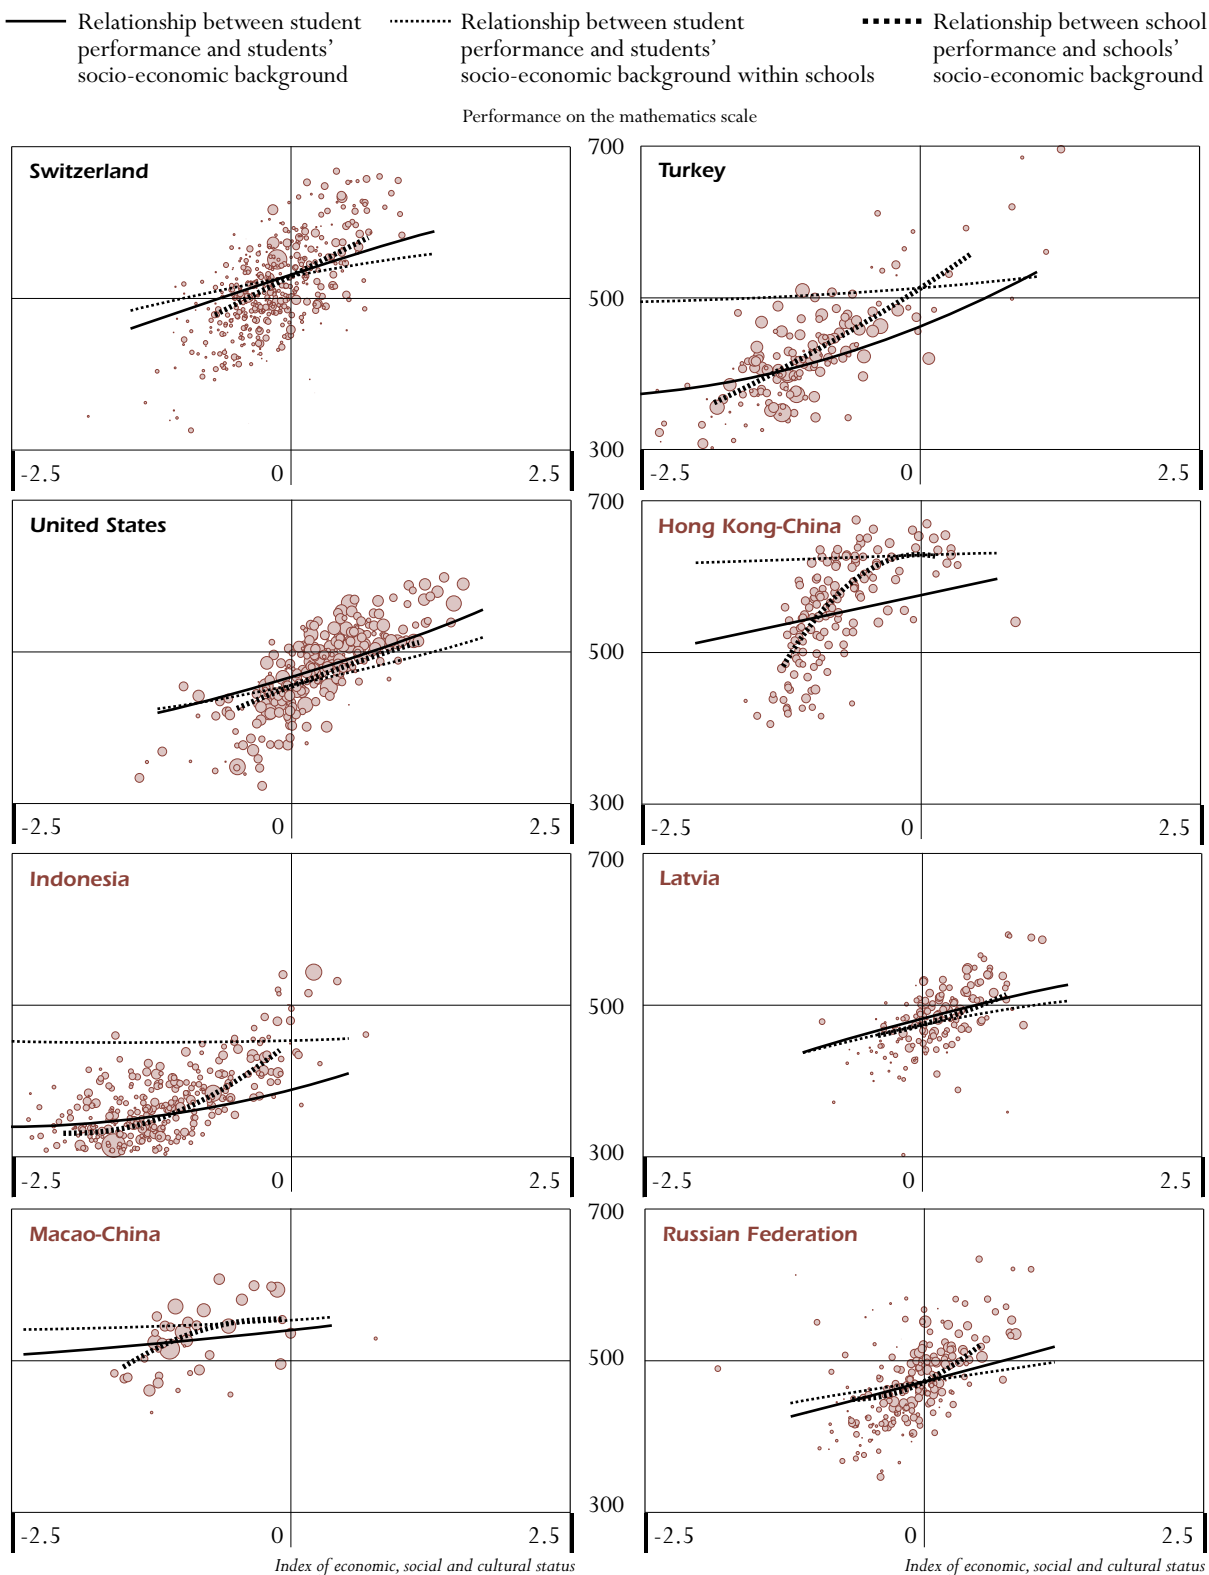 Relationship between student
performance and students'
socio-economic background
Relationship between student
performance and students'
socio-economic background within schools
Relationship between school
performance and schools'
socio-economic background
Performance on the mathematics scale
Switzerland
700
Turkey
500
300
-2.5 0 2.5
-2.5 0 2.5
United States
700
Hong Kong-China
500
300
-2.5 0 2.5
-2.5 0 2.5
Indonesia
700
Latvia
500
300
-2.5 0 2.5
-2.5 0 2.5
Macao-China
700
Russian Federation
500
300
-2.5 0 2.5
-2.5 0 2.5
Index of economic, social and cultural status
Index of economic, social and cultural status